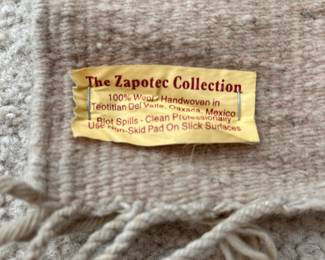 The Zapotec Collection
100% Wool - Handwoven in
Teotitlan Del Valle, Oaxaca, Mexico
Blot Spills - Clean Professionally
Use Non-Skid Pad On Slick Surfaces